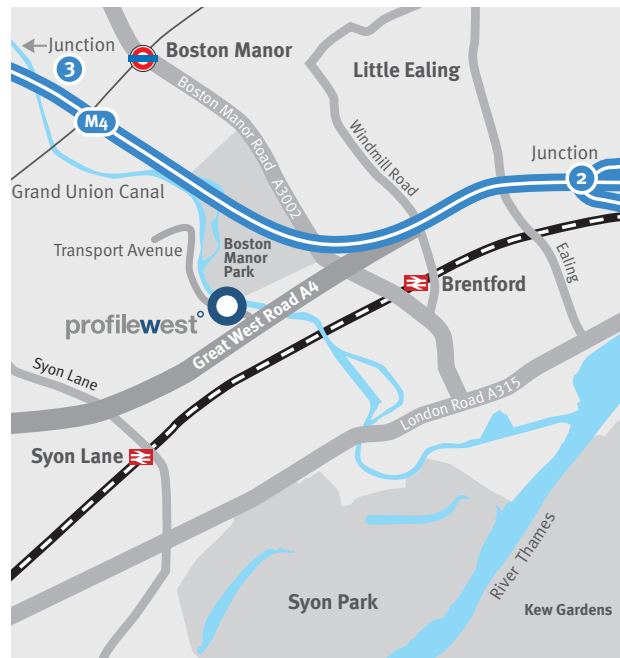 Junction
3
Boston Manor
Little Ealing
M4
Boston Manor Road A3002
Windmill Road
Junction
2
Grand Union Canal
Transport Avenue
Boston
Manor
Park
Ealing
Brentford
profilewest
Great West Road A4
Syon Lane
London Road A315
Syon Lane
River Thames
Syon Park
Kew Gardens